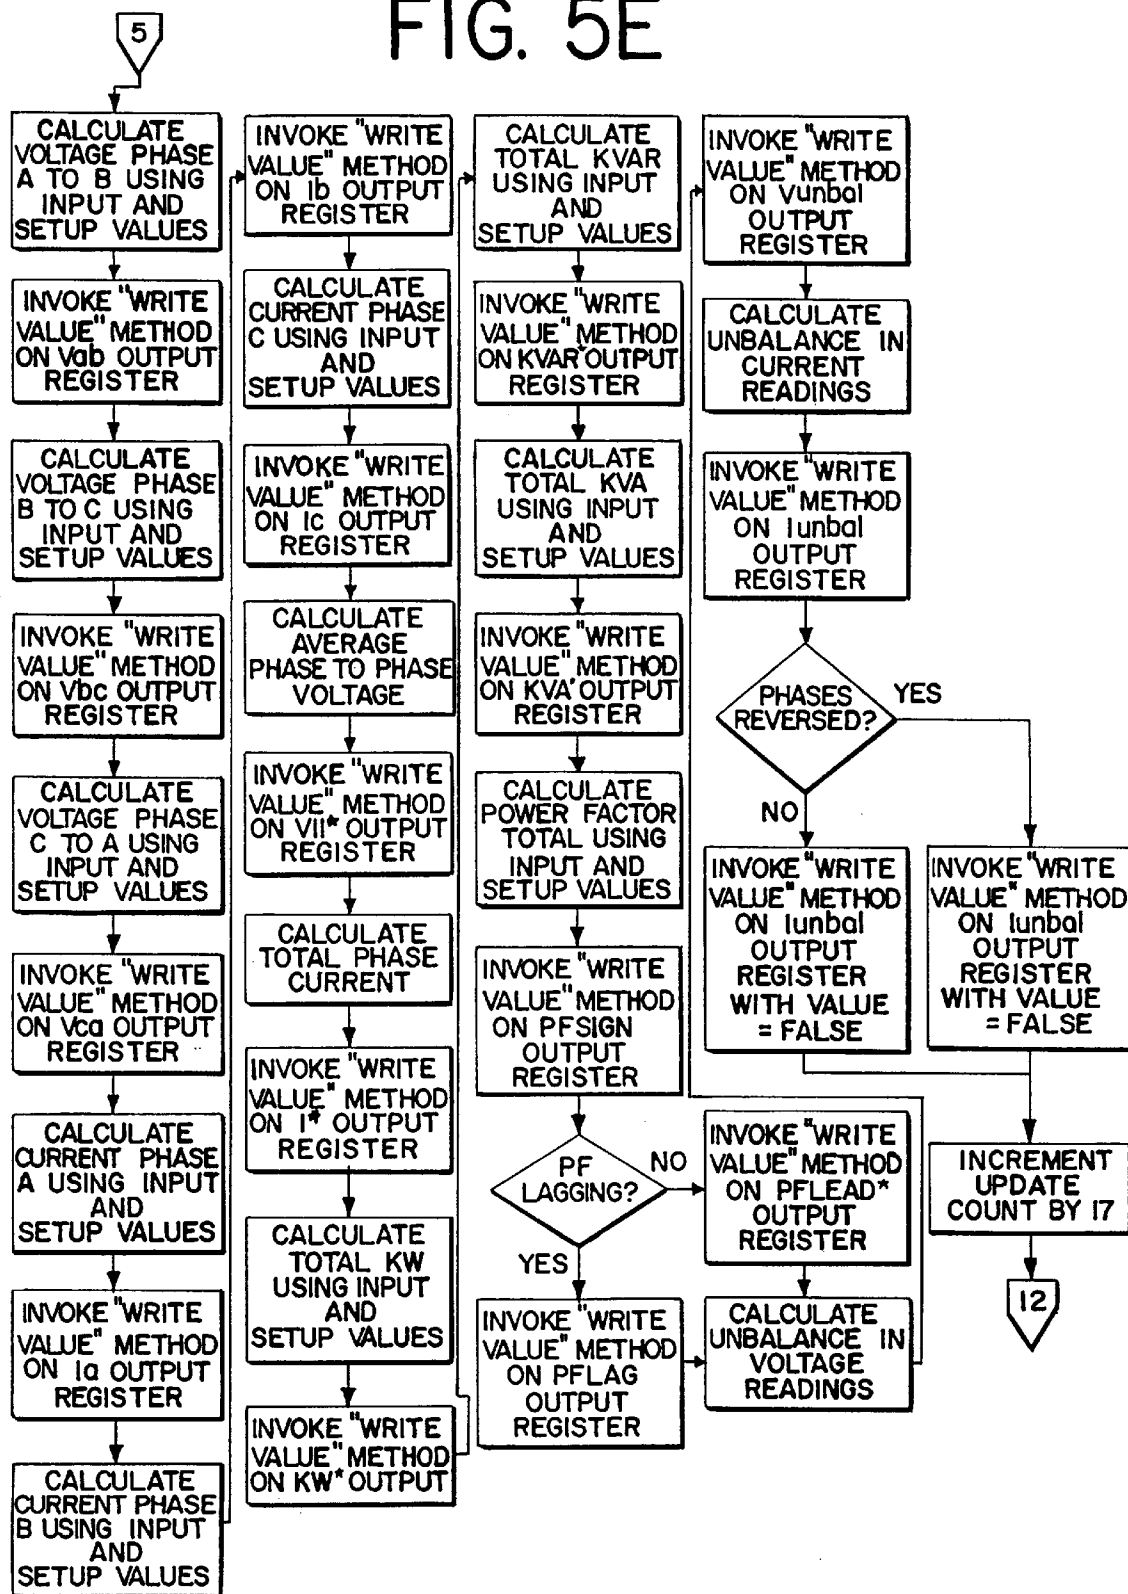 FIG. 5E
5
CALCULATE
VOLTAGE PHASE
A TO B USING
INPUT AND
SETUP VALUES
INVOKE "WRITE
VALUE" METHOD
ON Vab OUTPUT
REGISTER
CALCULATE
VOLTAGE PHASE
B TO C USING
INPUT AND
SETUP VALUES
INVOKE "WRITE
VALUE" METHOD
ON Vbc OUTPUT
REGISTER
CALCULATE
VOLTAGE PHASE
C TO A USING
INPUT AND
SETUP VALUES
INVOKE "WRITE
VALUE" METHOD
ON Vca OUTPUT
REGISTER
CALCULATE
CURRENT PHASE
A USING INPUT
AND
SETUP VALUES
INVOKE "WRITE
VALUE" METHOD
ON Ia OUTPUT
REGISTER
CALCULATE
CURRENT PHASE
B USING INPUT
AND
SETUP VALUES
INVOKE "WRITE
VALUE" METHOD
ON Ib OUTPUT
REGISTER
CALCULATE
CURRENT PHASE
C USING INPUT
AND
SETUP VALUES
INVOKE "WRITE
VALUE" METHOD
ON Ic OUTPUT
REGISTER
CALCULATE
AVERAGE
PHASE TO PHASE
VOLTAGE
INVOKE "WRITE
VALUE" METHOD
ON Vll* OUTPUT
REGISTER
CALCULATE
TOTAL PHASE
CURRENT
INVOKE "WRITE
VALUE" METHOD
ON I* OUTPUT
REGISTER
CALCULATE
TOTAL KW
USING INPUT
AND
SETUP VALUES
INVOKE "WRITE
VALUE" METHOD
ON KW* OUTPUT
CALCULATE
TOTAL KVAR
USING INPUT
AND
SETUP VALUES
INVOKE "WRITE
VALUE" METHOD
ON KVAR* OUTPUT
REGISTER
CALCULATE
TOTAL KVA
USING INPUT
AND
SETUP VALUES
INVOKE "WRITE
VALUE" METHOD
ON KVA' OUTPUT
REGISTER
CALCULATE
POWER FACTOR
TOTAL USING
INPUT AND
SETUP VALUES
INVOKE "WRITE
VALUE" METHOD
ON PFSIGN
OUTPUT
REGISTER
PF
LAGGING?
NO
YES
INVOKE "WRITE
VALUE" METHOD
ON PFLAG
OUTPUT
REGISTER
INVOKE "WRITE
VALUE" METHOD
ON PFLEAD*
OUTPUT
REGISTER
CALCULATE
UNBALANCE IN
VOLTAGE
READINGS
INVOKE "WRITE
VALUE" METHOD
ON Vunbal
OUTPUT
REGISTER
CALCULATE
UNBALANCE IN
CURRENT
READINGS
INVOKE "WRITE
VALUE" METHOD
ON Iunbal
OUTPUT
REGISTER
PHASES
REVERSED?
YES
NO
INVOKE "WRITE
VALUE" METHOD
ON Iunbal
OUTPUT
REGISTER
WITH VALUE
= FALSE
INVOKE "WRITE
VALUE" METHOD
ON Iunbal
OUTPUT
REGISTER
WITH VALUE
= FALSE
INCREMENT
UPDATE
COUNT BY 17
12